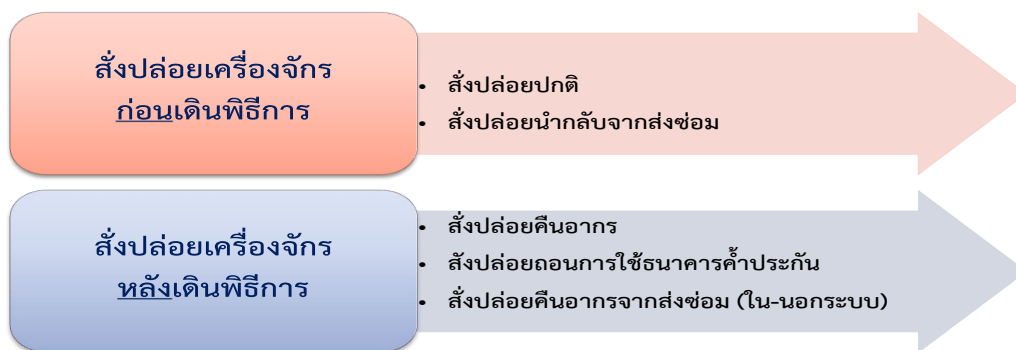 สั่งปล่อยเครื่องจักร
ก่อนเดินพิธีการ
• สั่งปล่อยปกติ
• สั่งปล่อยนำกลับจากส่งซ่อม
สั่งปล่อยเครื่องจักร
หลังเดินพิธีการ
• สั่งปล่อยคืนอากร
• สังปล่อยถอนการใช้ธนาคารค้ำประกัน
• สั่งปล่อยคืนอากรจากส่งซ่อม (ใน-นอกระบบ)